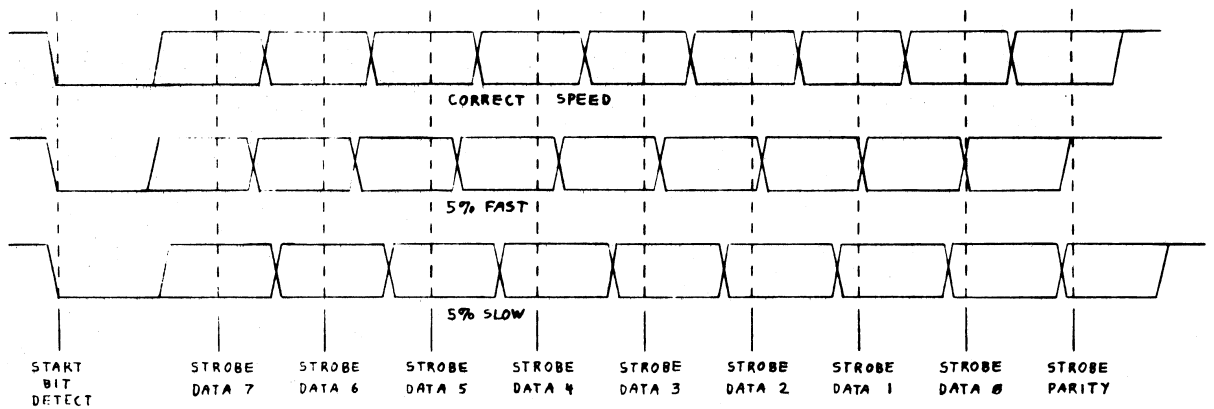 CORRECT SPEED
5% FAST
5% SLOW
START
BIT
DETECT
STROBE
DATA 7
STROBE
DATA 6
STROBE
DATA 5
STROBE
DATA 4
STROBE
DATA 3
STROBE
DATA 2
STROBE
DATA 1
STROBE
DATA 0
STROBE
PARITY